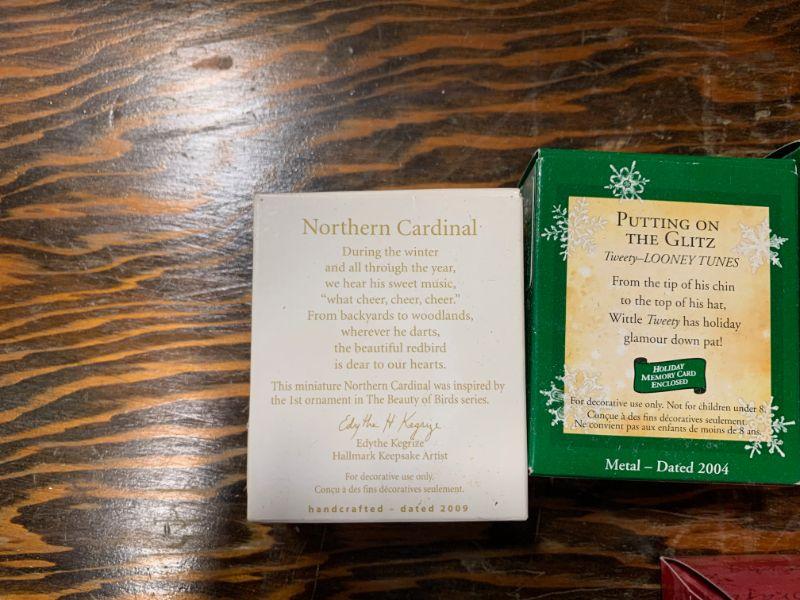 Northern Cardinal
During the winter
and all through the year,
we hear his sweet music,
"what cheer, cheer, cheer."
From backyards to woodlands,
wherever he darts,
the beautiful redbird
is dear to our hearts.
This miniature Northern Cardinal was inspired by
the 1st ornament in The Beauty of Birds series.
Edythe H Kegrize
Edythe Kegrize
Hallmark Keepsake Artist
For decorative use only.
Conçu à des fins décoratives seulement.
handcrafted – dated 2009
PUTTING ON
THE GLITZ
Tweety–LOONEY TUNES
From the tip of his chin
to the top of his hat,
Wittle Tweety has holiday
glamour down pat!
HOLIDAY
MEMORY CARD
ENCLOSED
For decorative use only. Not for children under 8.
Conçue à des fins décoratives seulement.
Ne convient pas aux enfants de moins de 8 ans.
Metal – Dated 2004